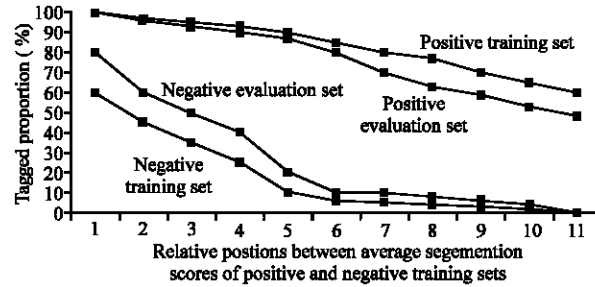 Tagged proportion (%)
100
90
80
70
60
50
40
30
20
10
0
Positive training set
Negative evaluation set
Positive
evaluation set
Negative
training set
1 2 3 4 5 6 7 8 9 10 11
Relative postions between average segemention
scores of positive and negative training sets